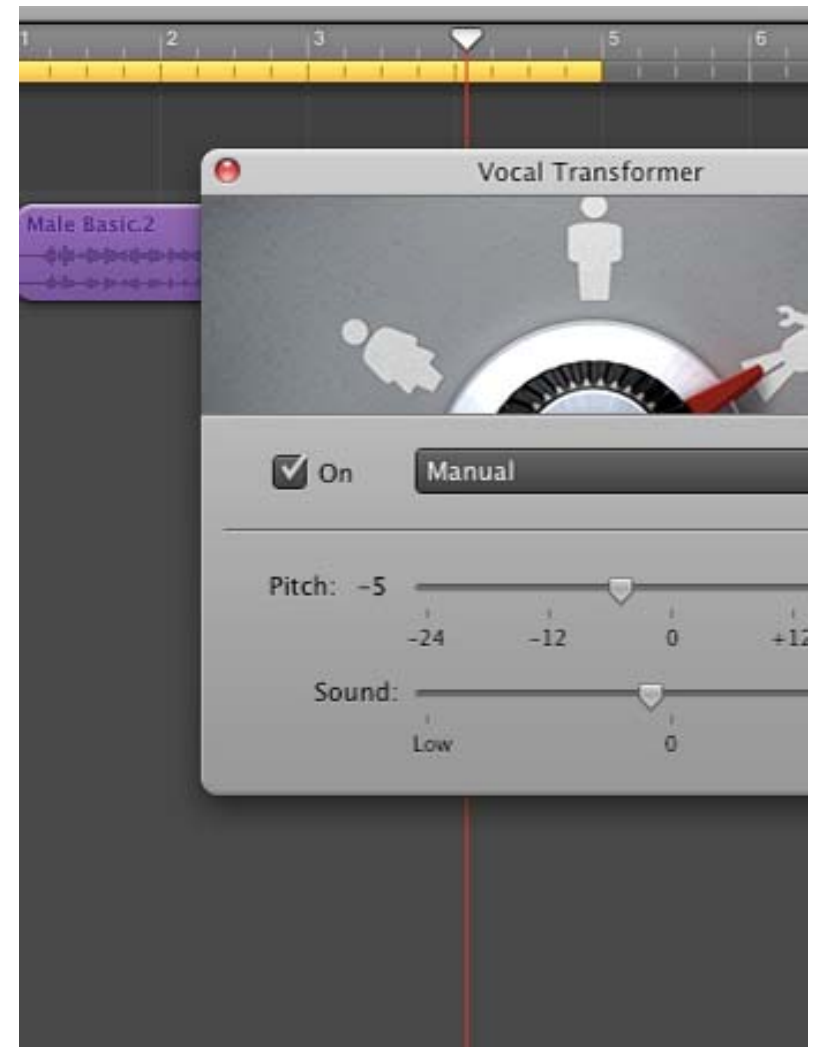 1 2 3 5 6
Vocal Transformer
Male Basic.2
On Manual
Pitch: -5
-24 -12 0 +12
Sound:
Low 0